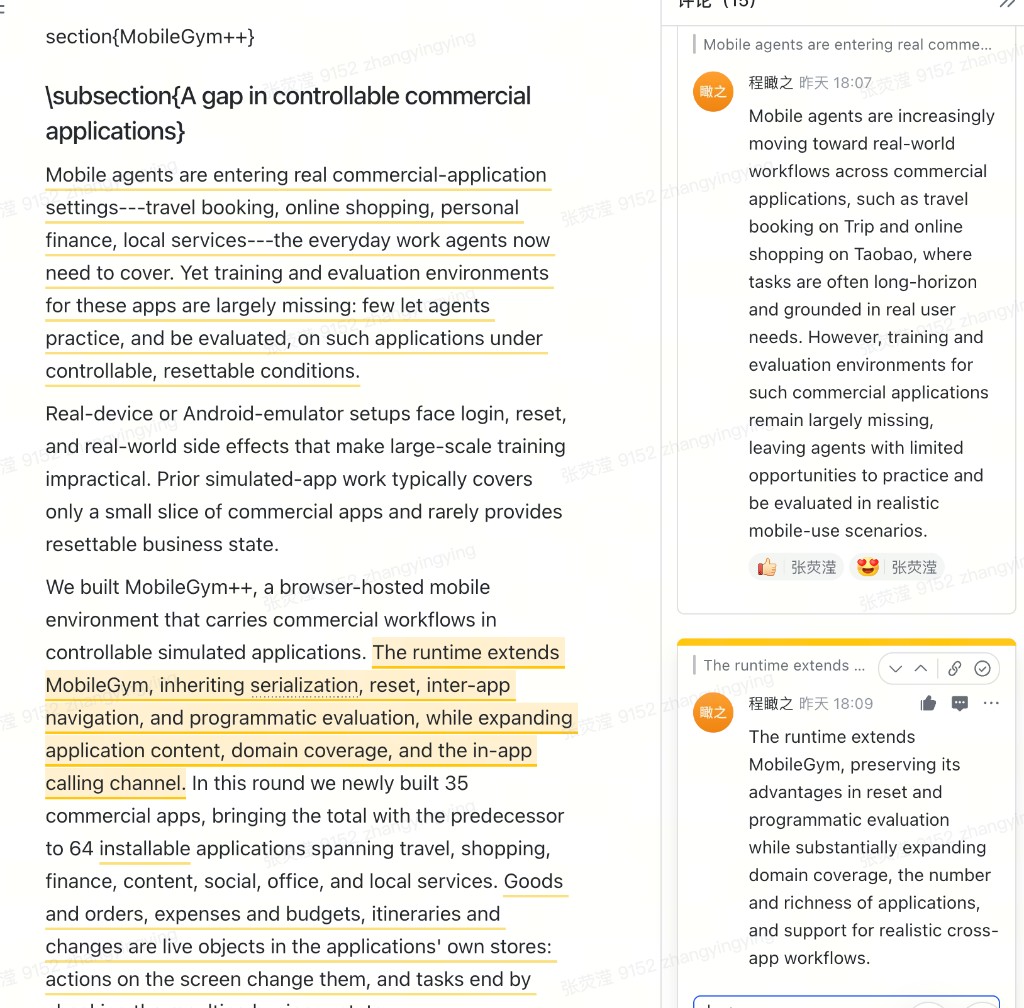 评论 (15)
section{MobileGym++}
\subsection{A gap in controllable commercial
applications}
Mobile agents are entering real commercial-application
settings---travel booking, online shopping, personal
finance, local services---the everyday work agents now
need to cover. Yet training and evaluation environments
for these apps are largely missing: few let agents
practice, and be evaluated, on such applications under
controllable, resettable conditions.
Real-device or Android-emulator setups face login, reset,
and real-world side effects that make large-scale training
impractical. Prior simulated-app work typically covers
only a small slice of commercial apps and rarely provides
resettable business state.
We built MobileGym++, a browser-hosted mobile
environment that carries commercial workflows in
controllable simulated applications. The runtime extends
MobileGym, inheriting serialization, reset, inter-app
navigation, and programmatic evaluation, while expanding
application content, domain coverage, and the in-app
calling channel. In this round we newly built 35
commercial apps, bringing the total with the predecessor
to 64 installable applications spanning travel, shopping,
finance, content, social, office, and local services. Goods
and orders, expenses and budgets, itineraries and
changes are live objects in the applications' own stores:
actions on the screen change them, and tasks end by
Mobile agents are entering real comme...
瞰之
程瞰之 昨天 18:07
Mobile agents are increasingly
moving toward real-world
workflows across commercial
applications, such as travel
booking on Trip and online
shopping on Taobao, where
tasks are often long-horizon
and grounded in real user
needs. However, training and
evaluation environments for
such commercial applications
remain largely missing,
leaving agents with limited
opportunities to practice and
be evaluated in realistic
mobile-use scenarios.
张荧滢
张荧滢
The runtime extends ...
瞰之
程瞰之 昨天 18:09
The runtime extends
MobileGym, preserving its
advantages in reset and
programmatic evaluation
while substantially expanding
domain coverage, the number
and richness of applications,
and support for realistic cross-
app workflows.
张荧滢 9152 zhangyingying